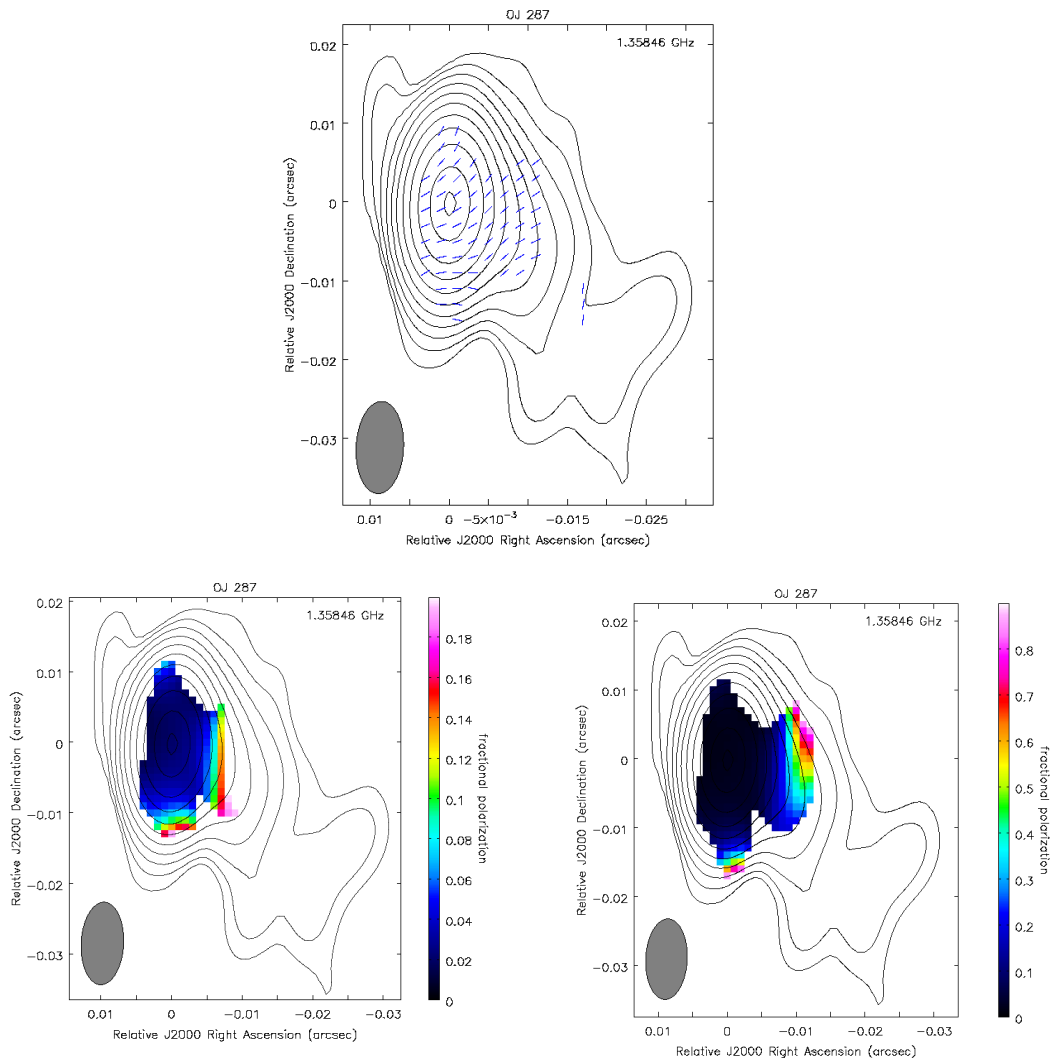 OJ 287
1.35846 GHz
0.02
0.01
0
−0.01
−0.02
−0.03
Relative J2000 Declination (arcsec)
0.01 0 −5×10⁻³ −0.015 −0.025
Relative J2000 Right Ascension (arcsec)
OJ 287
1.35846 GHz
0.02
0.01
0
−0.01
−0.02
−0.03
Relative J2000 Declination (arcsec)
0.01 0 −0.01 −0.02 −0.03
Relative J2000 Right Ascension (arcsec)
0.18
0.16
0.14
0.12
0.1
0.08
0.06
0.04
0.02
0
fractional polarization
OJ 287
1.35846 GHz
0.02
0.01
0
−0.01
−0.02
−0.03
Relative J2000 Declination (arcsec)
0.01 0 −0.01 −0.02 −0.03
Relative J2000 Right Ascension (arcsec)
0.8
0.7
0.6
0.5
0.4
0.3
0.2
0.1
0
fractional polarization